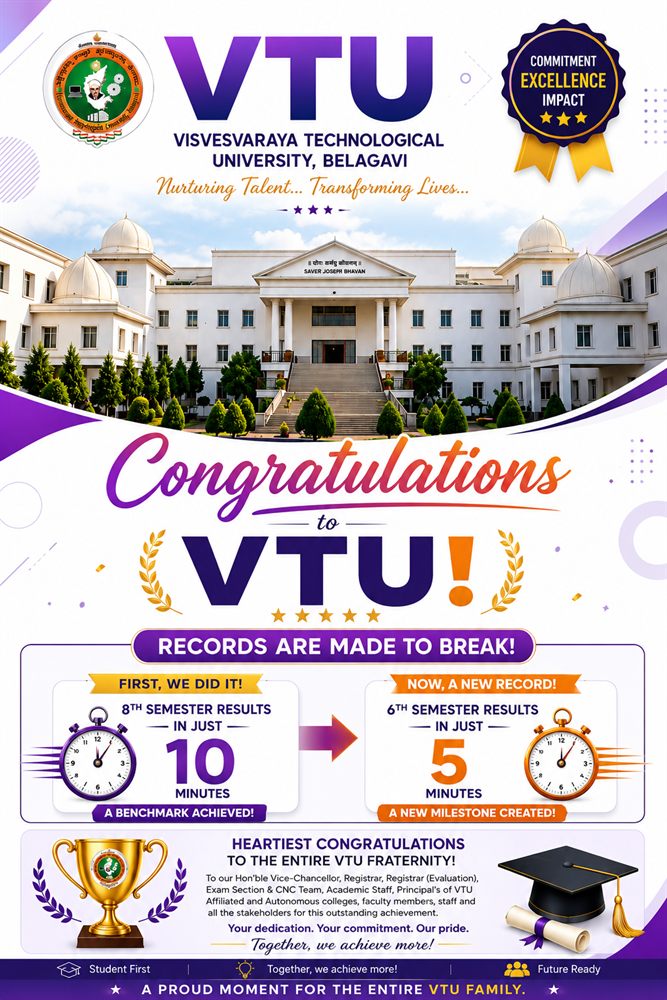 VTU
VISVESVARAYA TECHNOLOGICAL
UNIVERSITY, BELAGAVI
Nurturing Talent... Transforming Lives...
COMMITMENT
EXCELLENCE
IMPACT
SAVER JOSEPR BHAVAN
Congratulations
to
VTU!
RECORDS ARE MADE TO BREAK!
FIRST, WE DID IT!
8TH SEMESTER RESULTS
IN JUST
10
MINUTES
A BENCHMARK ACHIEVED!
NOW, A NEW RECORD!
6TH SEMESTER RESULTS
IN JUST
5
MINUTES
A NEW MILESTONE CREATED!
HEARTIEST CONGRATULATIONS
TO THE ENTIRE VTU FRATERNITY!
To our Hon'ble Vice-Chancellor, Registrar, Registrar (Evaluation),
Exam Section & CNC Team, Academic Staff, Principal's of VTU
Affiliated and Autonomous colleges, faculty members, staff and
all the stakeholders for this outstanding achievement.
Your dedication. Your commitment. Our pride.
Together, we achieve more!
Student First
Together, we achieve more!
Future Ready
A PROUD MOMENT FOR THE ENTIRE VTU FAMILY.